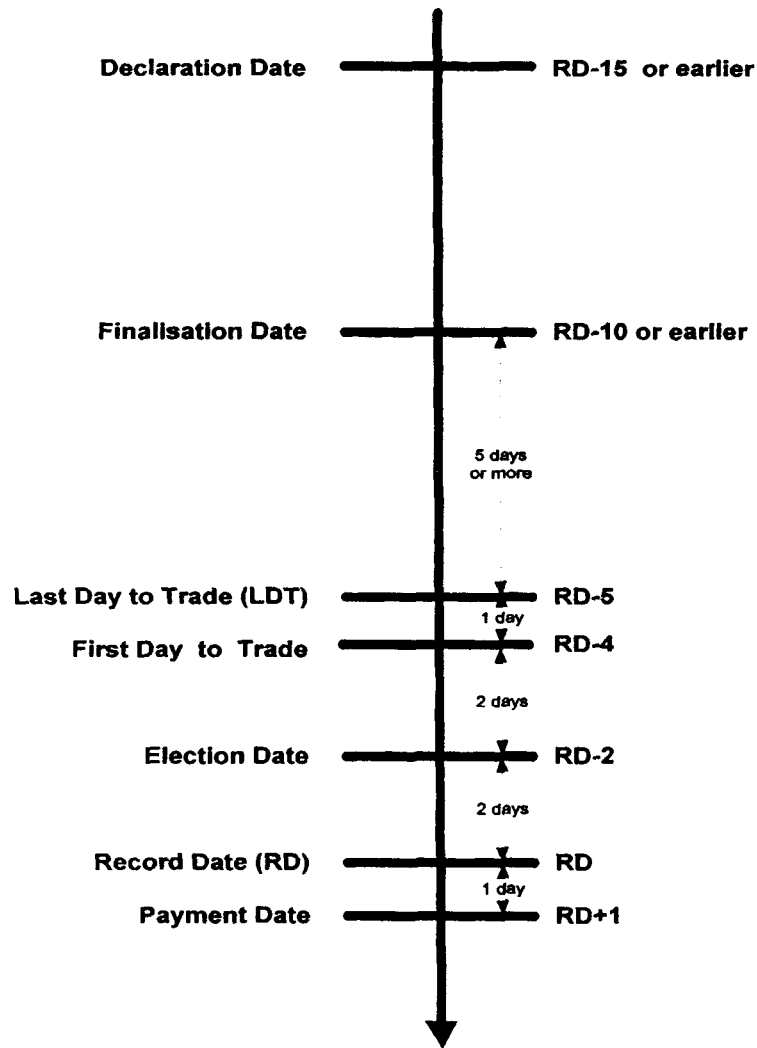 Declaration Date RD-15 or earlier
Finalisation Date RD-10 or earlier
5 days
or more
Last Day to Trade (LDT) RD-5
1 day
First Day to Trade RD-4
2 days
Election Date RD-2
2 days
Record Date (RD) RD
1 day
Payment Date RD+1